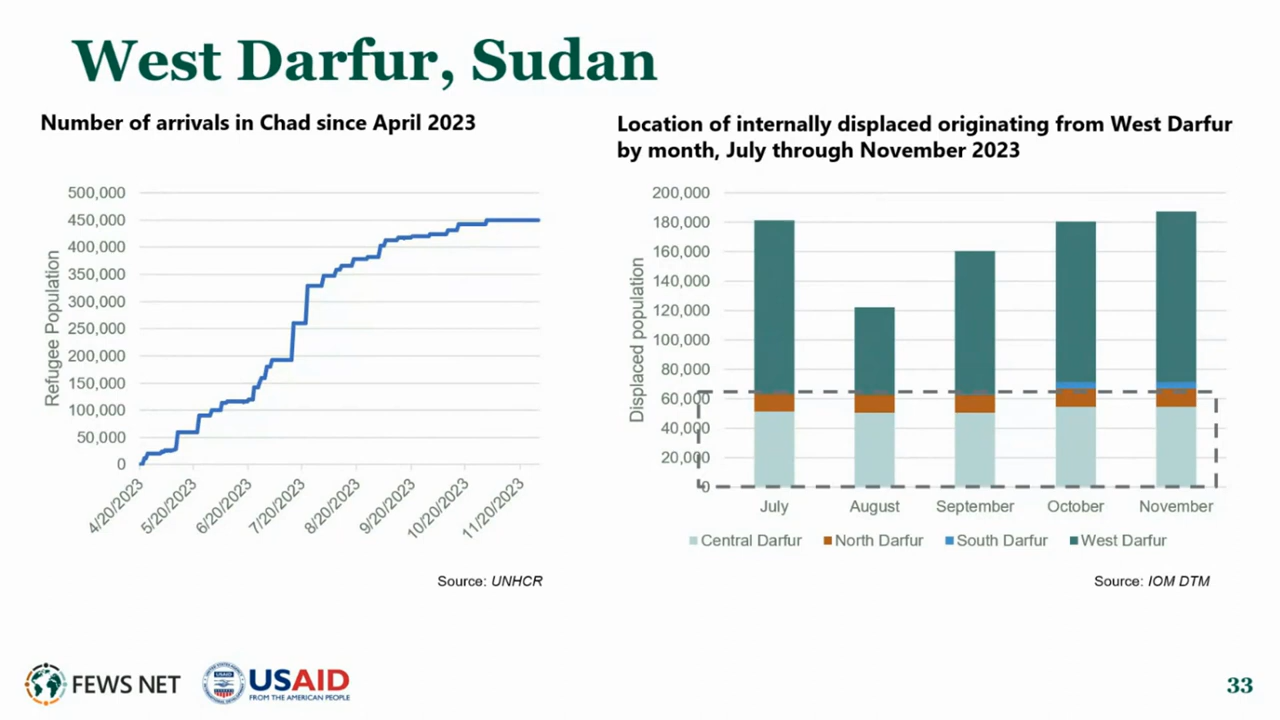 West Darfur, Sudan
Number of arrivals in Chad since April 2023
Refugee Population
500,000
450,000
400,000
350,000
300,000
250,000
200,000
150,000
100,000
50,000
0
4/20/2023
5/20/2023
6/20/2023
7/20/2023
8/20/2023
9/20/2023
10/20/2023
11/20/2023
Source: UNHCR
Location of internally displaced originating from West Darfur
by month, July through November 2023
Displaced population
200,000
180,000
160,000
140,000
120,000
100,000
80,000
60,000
40,000
20,000
0
July
August
September
October
November
Central Darfur
North Darfur
South Darfur
West Darfur
Source: IOM DTM
FEWS NET
USAID
USAID
FROM THE AMERICAN PEOPLE
33